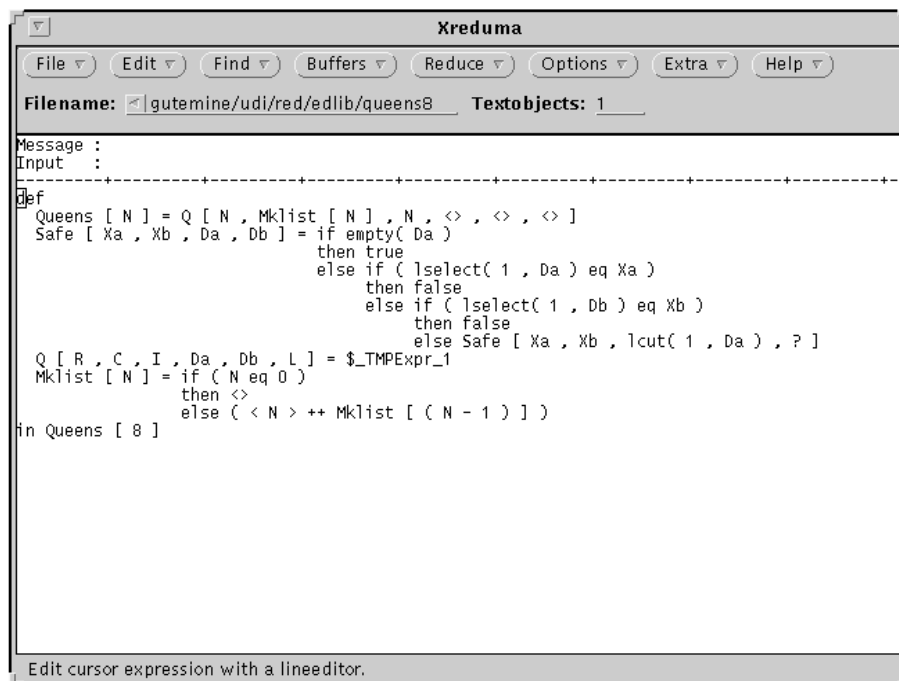 Xreduma
File Edit Find Buffers Reduce Options Extra Help
Filename: gutemine/udi/red/edlib/queens8 Textobjects: 1
Message :
Input :
---------+---------+---------+---------+---------+---------+---------+---------+---------+-
def
  Queens [ N ] = Q [ N , Mklist [ N ] , N , <> , <> , <> ]
  Safe [ Xa , Xb , Da , Db ] = if empty( Da )
                               then true
                               else if ( lselect( 1 , Da ) eq Xa )
                                    then false
                                    else if ( lselect( 1 , Db ) eq Xb )
                                         then false
                                         else Safe [ Xa , Xb , lcut( 1 , Da ) , ? ]
  Q [ R , C , I , Da , Db , L ] = $_TMPExpr_1
  Mklist [ N ] = if ( N eq 0 )
                 then <>
                 else ( < N > ++ Mklist [ ( N - 1 ) ] )
in Queens [ 8 ]
Edit cursor expression with a lineeditor.